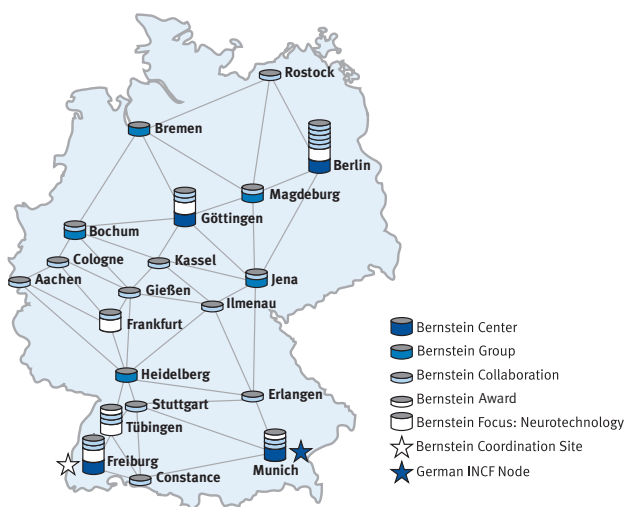 Rostock
Bremen
Berlin
Magdeburg
Göttingen
Bochum
Cologne
Kassel
Aachen
Gießen
Jena
Ilmenau
Frankfurt
Heidelberg
Erlangen
Stuttgart
Tübingen
Freiburg
Munich
Constance
Bernstein Center
Bernstein Group
Bernstein Collaboration
Bernstein Award
Bernstein Focus: Neurotechnology
Bernstein Coordination Site
German INCF Node